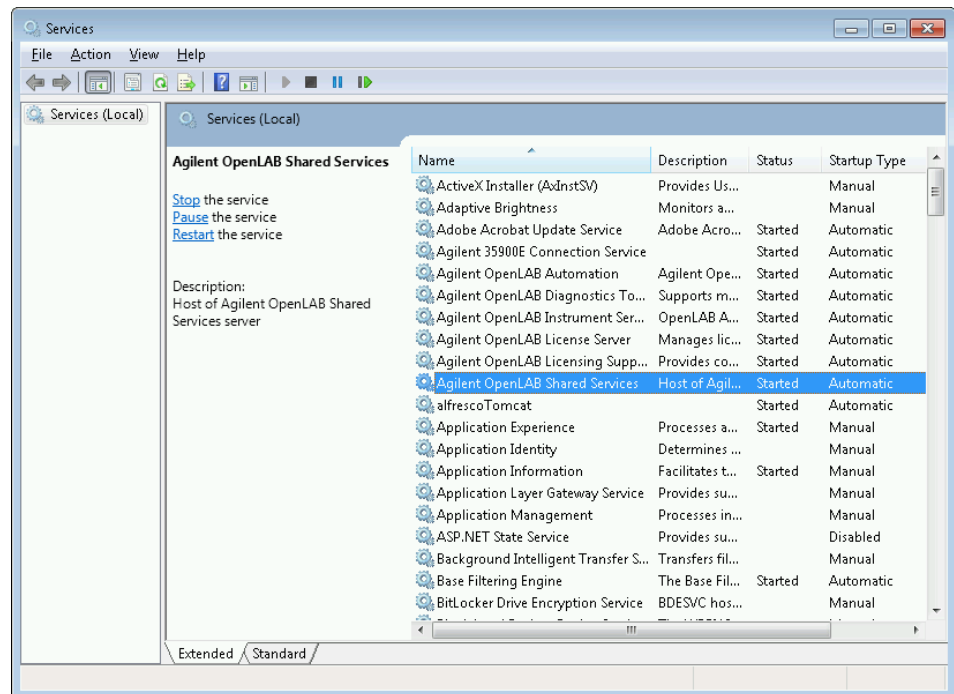 Services
File Action View Help
Services (Local)
Services (Local)
Agilent OpenLAB Shared Services
Stop the service
Pause the service
Restart the service
Description:
Host of Agilent OpenLAB Shared
Services server
Name Description Status Startup Type
ActiveX Installer (AxInstSV) Provides Us... Manual
Adaptive Brightness Monitors a... Manual
Adobe Acrobat Update Service Adobe Acro... Started Automatic
Agilent 35900E Connection Service Started Automatic
Agilent OpenLAB Automation Agilent Ope... Started Automatic
Agilent OpenLAB Diagnostics To... Supports m... Started Automatic
Agilent OpenLAB Instrument Ser... OpenLAB A... Started Automatic
Agilent OpenLAB License Server Manages lic... Started Automatic
Agilent OpenLAB Licensing Supp... Provides co... Started Automatic
Agilent OpenLAB Shared Services Host of Agil... Started Automatic
alfrescoTomcat Started Automatic
Application Experience Processes a... Started Manual
Application Identity Determines ... Manual
Application Information Facilitates t... Started Manual
Application Layer Gateway Service Provides su... Manual
Application Management Processes in... Manual
ASP.NET State Service Provides su... Disabled
Background Intelligent Transfer S... Transfers fil... Manual
Base Filtering Engine The Base Fil... Started Automatic
BitLocker Drive Encryption Service BDESVC hos... Manual
Extended Standard